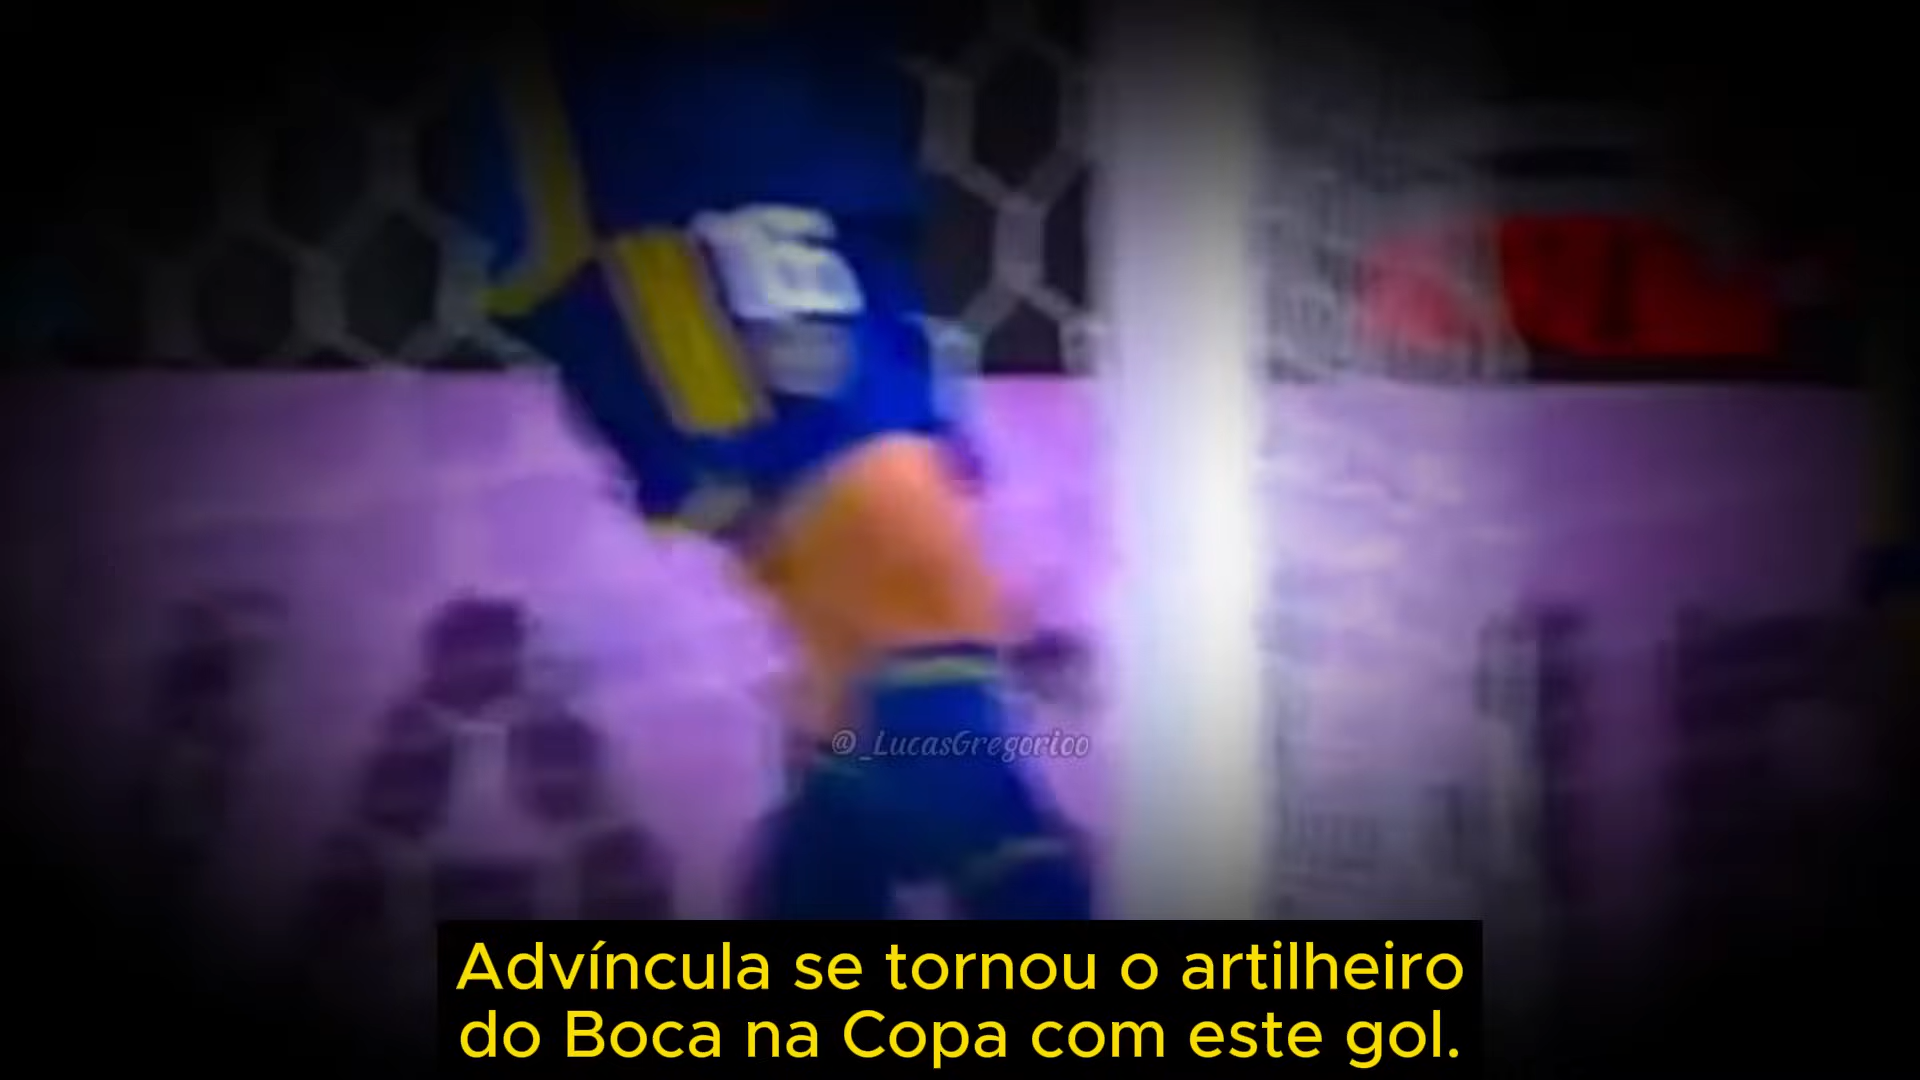 @_LucasGregorioo
Advíncula se tornou o artilheiro
do Boca na Copa com este gol.